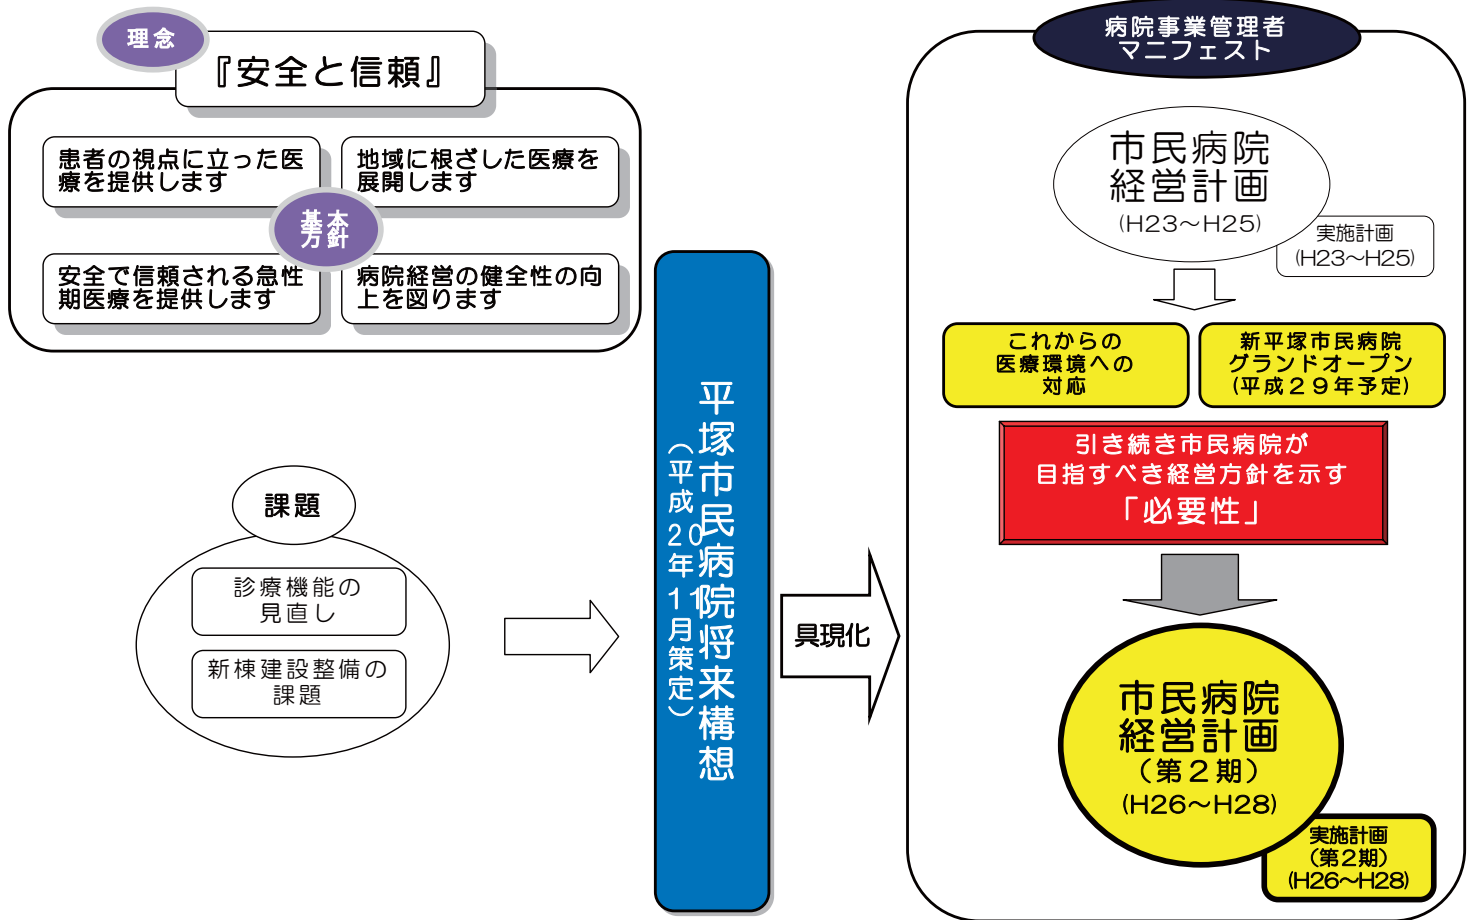 理念
『安全と信頼』
患者の視点に立った医
療を提供します
地域に根ざした医療を
展開します
基本
方針
安全で信頼される急性
期医療を提供します
病院経営の健全性の向
上を図ります
課題
診療機能の
見直し
新棟建設整備の
課題
平塚市民病院将来構想
（平成２０年１１月策定）
具現化
病院事業管理者
マニフェスト
市民病院
経営計画
(H23～H25)
実施計画
(H23～H25)
これからの
医療環境への
対応
新平塚市民病院
グランドオープン
(平成２９年予定)
引き続き市民病院が
目指すべき経営方針を示す
「必要性」
市民病院
経営計画
（第２期）
(H26～H28)
実施計画
(第2期)
(H26～H28)